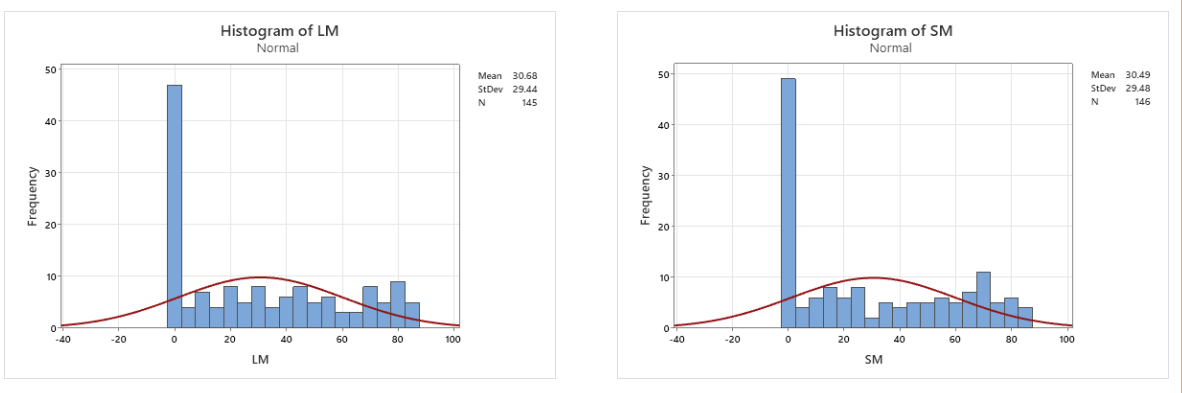 Histogram of LM
Normal
50
40
30
20
10
0
Frequency
-40 -20 0 20 40 60 80 100
LM
Mean 30.68
StDev 29.44
N 145
Histogram of SM
Normal
50
40
30
20
10
0
Frequency
-40 -20 0 20 40 60 80 100
SM
Mean 30.49
StDev 29.48
N 146